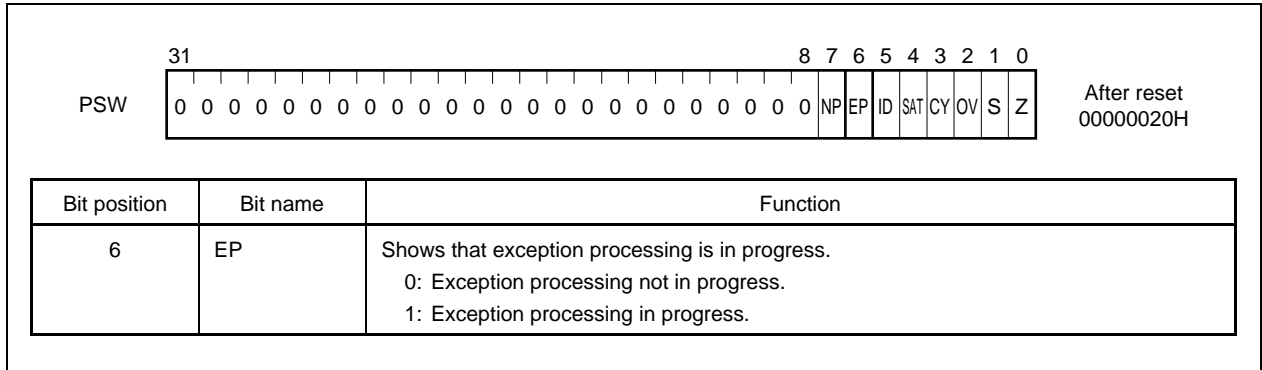 31 8 7 6 5 4 3 2 1 0
PSW 0 0 0 0 0 0 0 0 0 0 0 0 0 0 0 0 0 0 0 0 0 0 0 0 NP EP ID SAT CY OV S Z After reset
00000020H
Bit position Bit name Function
6 EP Shows that exception processing is in progress.
0: Exception processing not in progress.
1: Exception processing in progress.